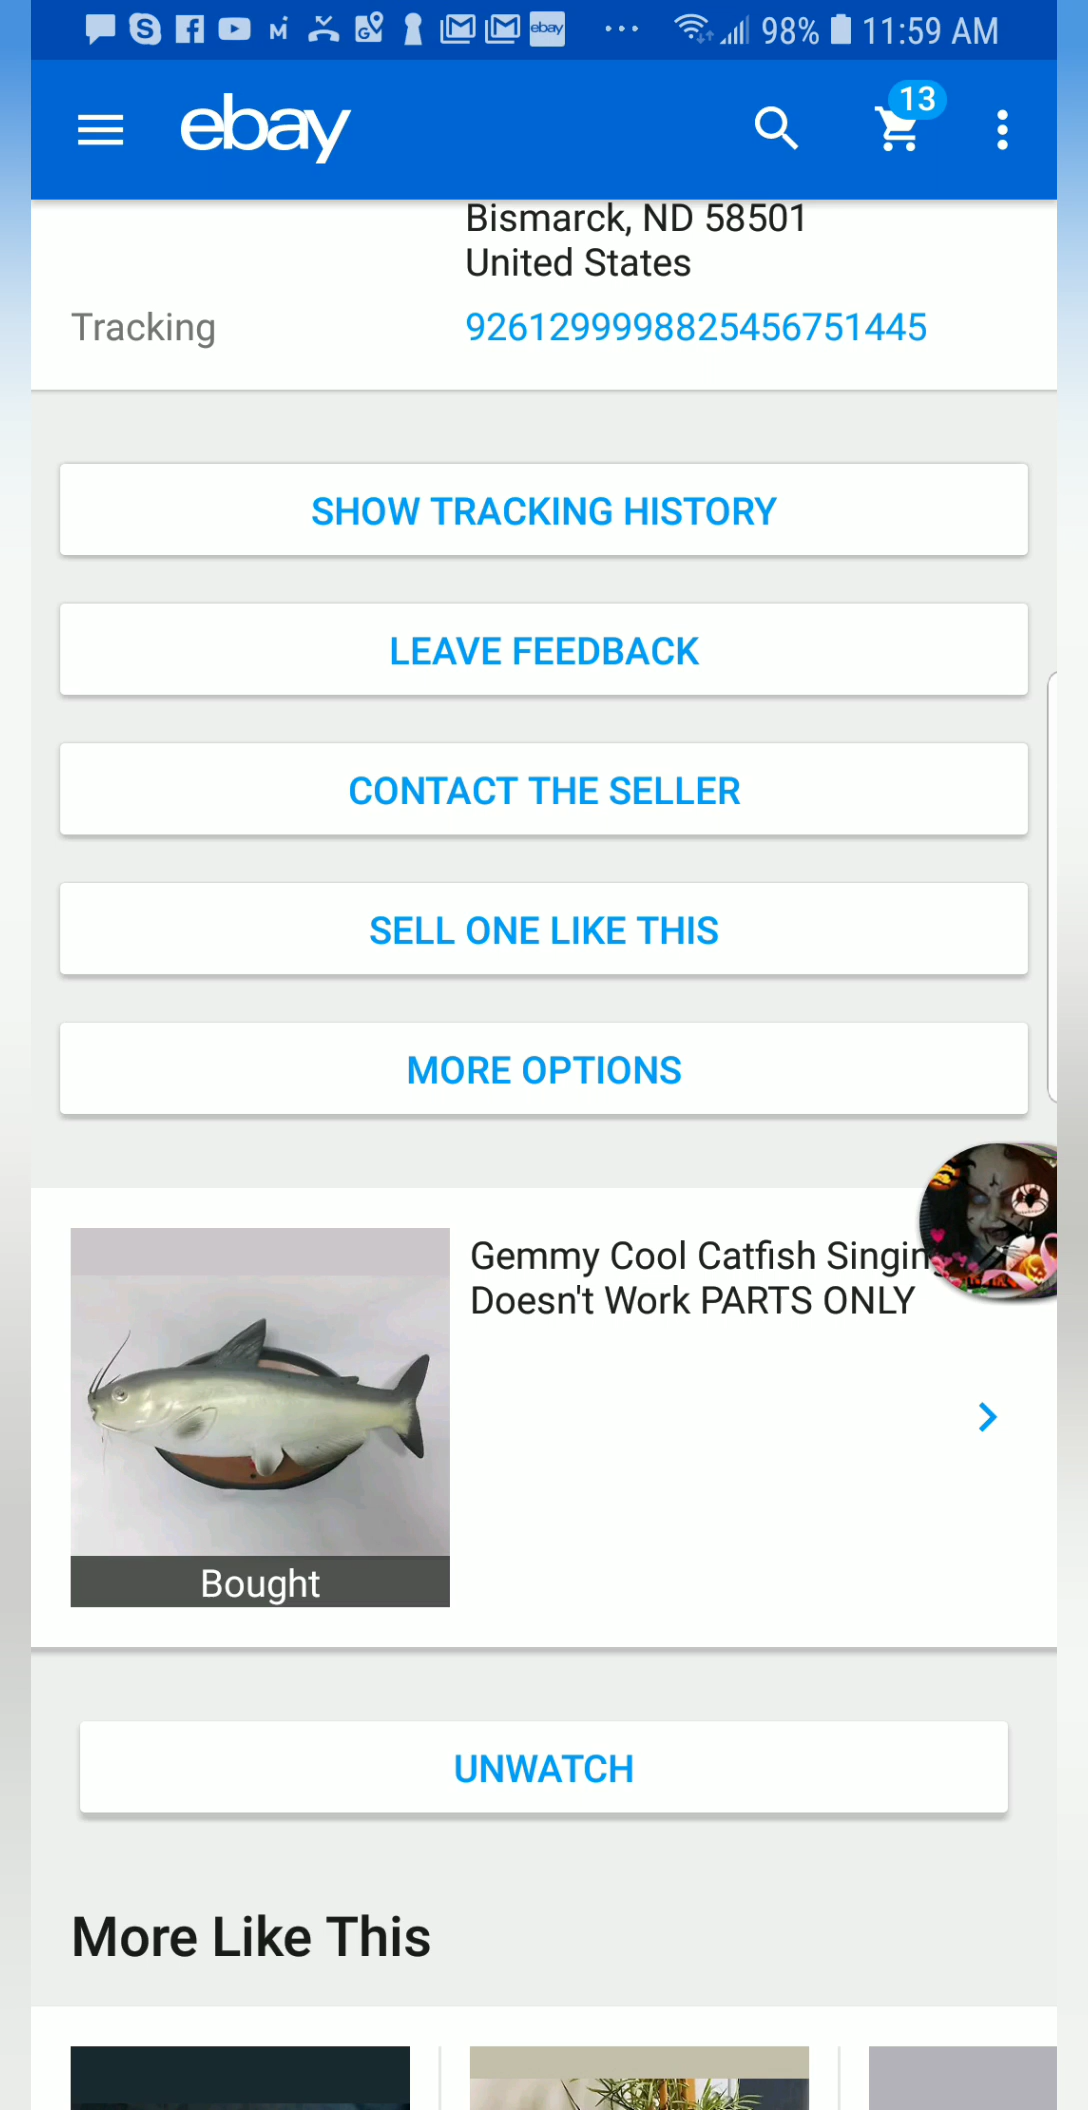 ebay 98% 11:59 AM
ebay 13
Bismarck, ND 58501
United States
Tracking 9261299998825456751445
SHOW TRACKING HISTORY
LEAVE FEEDBACK
CONTACT THE SELLER
SELL ONE LIKE THIS
MORE OPTIONS
Gemmy Cool Catfish Singin
Doesn't Work PARTS ONLY
Bought
UNWATCH
More Like This